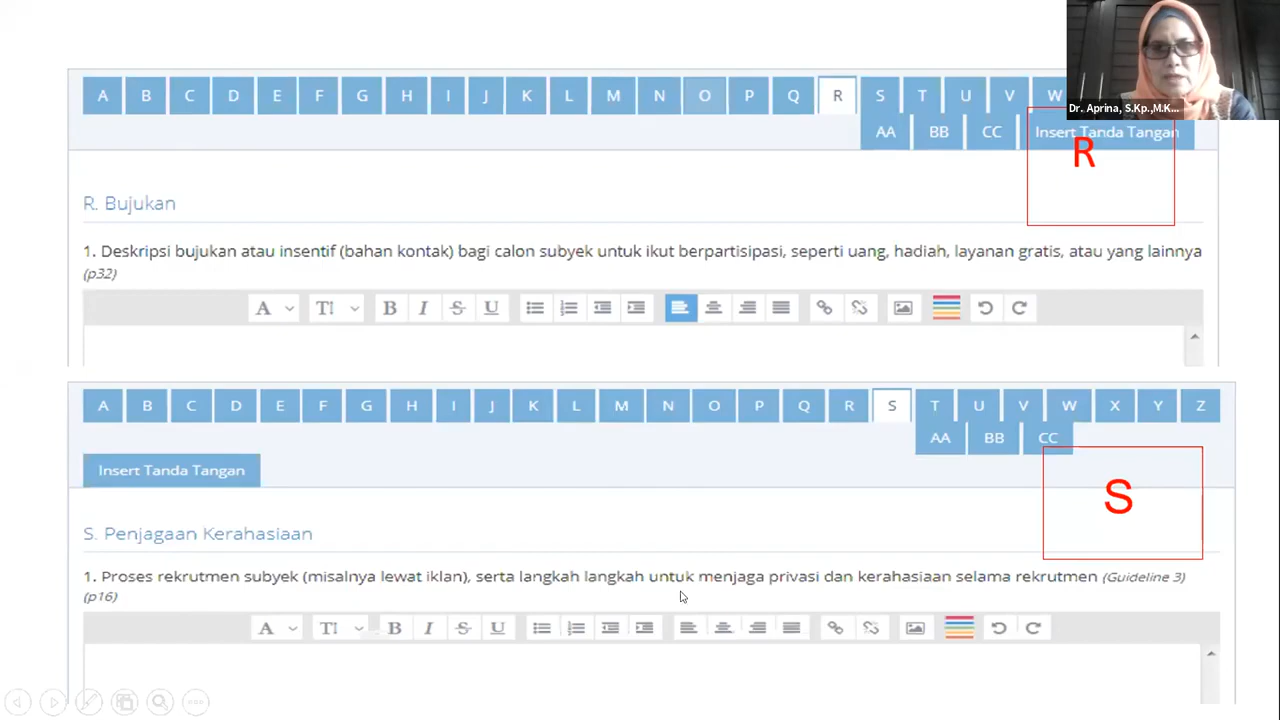 A B C D E F G H I J K L M N O P Q R S T U V W
Dr. Aprina, S.Kp.,M.K...
AA BB CC Insert Tanda Tangan
R
R. Bujukan
1. Deskripsi bujukan atau insentif (bahan kontak) bagi calon subyek untuk ikut berpartisipasi, seperti uang, hadiah, layanan gratis, atau yang lainnya
(p32)
A TI B I S U
A B C D E F G H I J K L M N O P Q R S T U V W X Y Z
AA BB CC
Insert Tanda Tangan
S
S. Penjagaan Kerahasiaan
1. Proses rekrutmen subyek (misalnya lewat iklan), serta langkah langkah untuk menjaga privasi dan kerahasiaan selama rekrutmen (Guideline 3)
(p16)
A TI B I S U